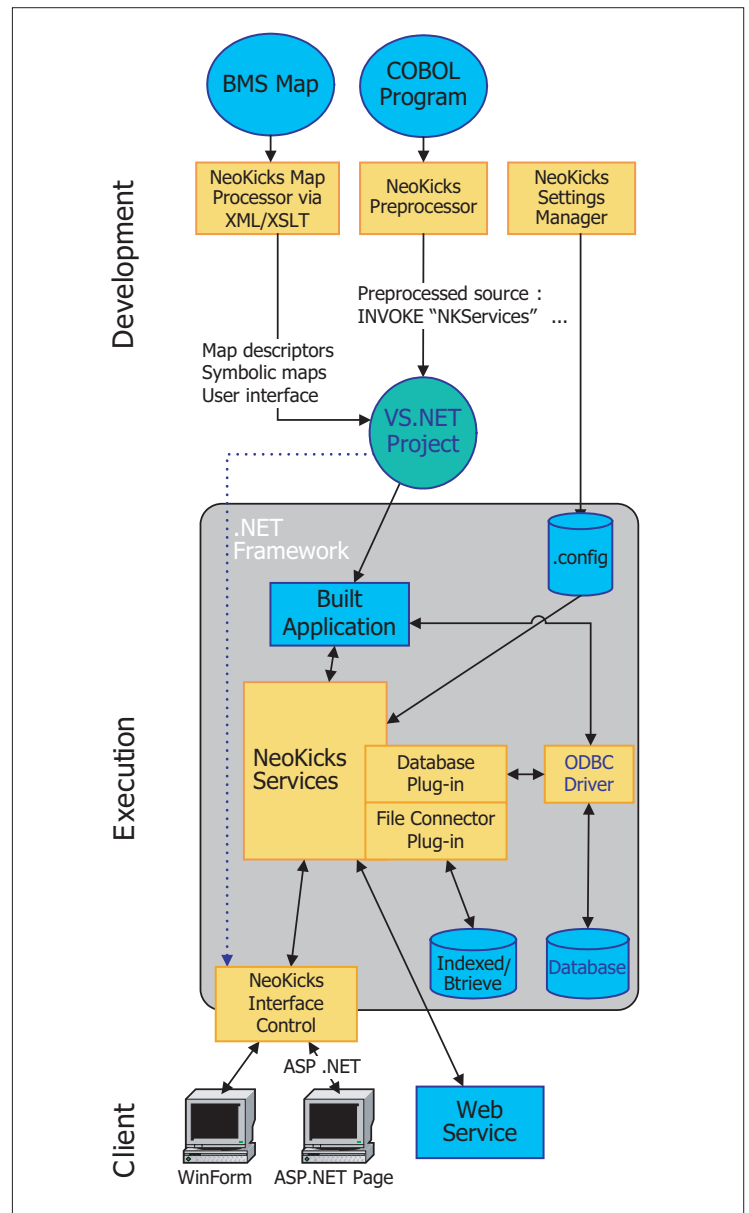 BMS Map
COBOL
Program
Development
NeoKicks Map
Processor via
XML/XSLT
NeoKicks
Preprocessor
NeoKicks
Settings
Manager
Preprocessed source :
INVOKE “NKServices” ...
Map descriptors
Symbolic maps
User interface
VS.NET
Project
.NET
Framework
.config
Built
Application
Execution
NeoKicks
Services
Database
Plug-in
ODBC
Driver
File Connector
Plug-in
Indexed/
Btrieve
Database
NeoKicks
Interface
Control
ASP .NET
Client
WinForm
ASP.NET Page
Web
Service